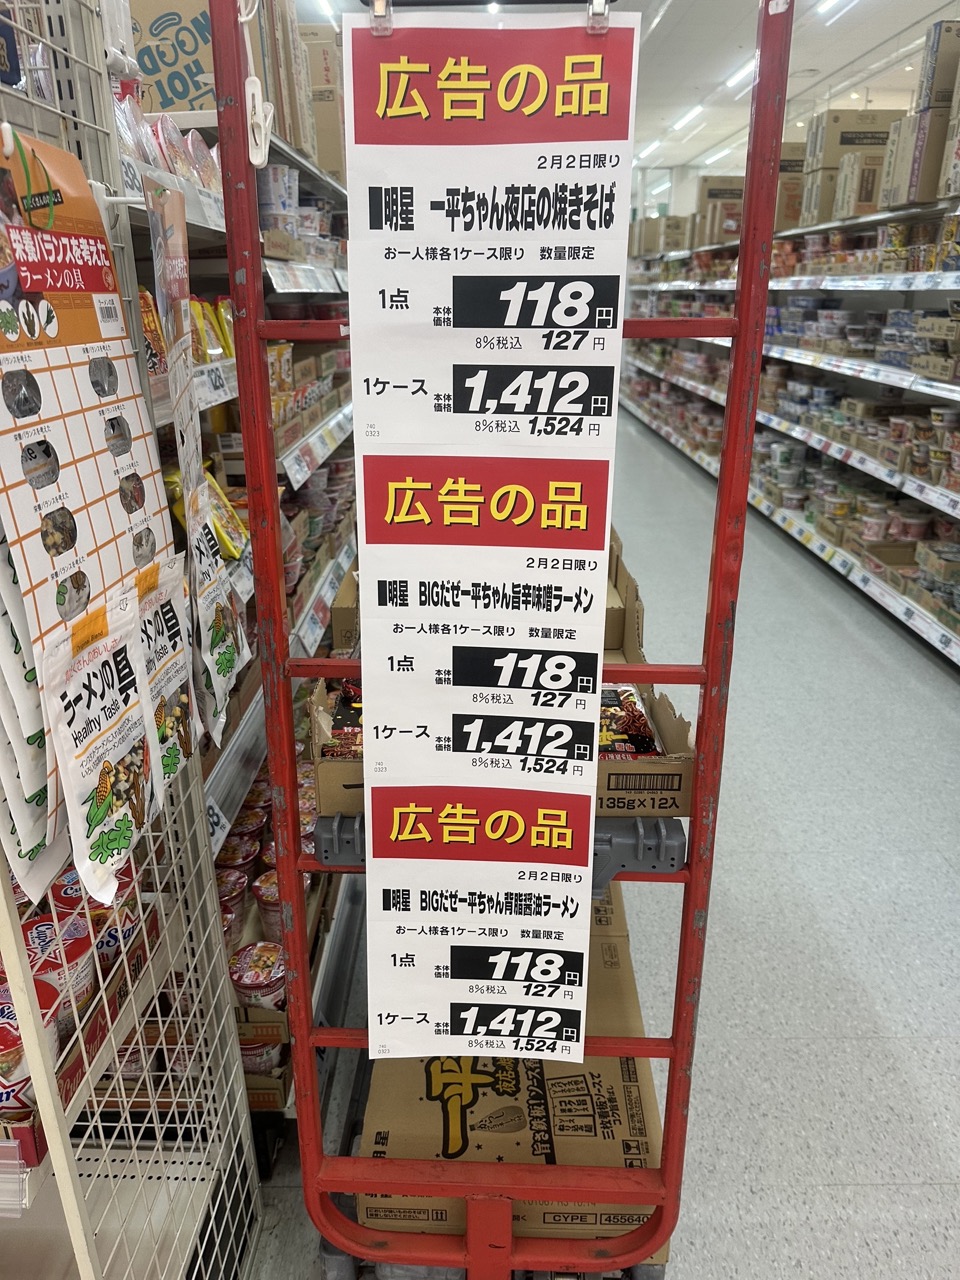 広告の品
2月2日限り
■明星 一平ちゃん夜店の焼きそば
お一人様各1ケース限り 数量限定
1点 本体価格 118円
8%税込 127円
1ケース 本体価格 1,412円
8%税込 1,524円
740
0323
広告の品
2月2日限り
■明星 BIGだぜ一平ちゃん旨辛味噌ラーメン
お一人様各1ケース限り 数量限定
1点 本体価格 118円
8%税込 127円
1ケース 本体価格 1,412円
8%税込 1,524円
740
0323
広告の品
2月2日限り
■明星 BIGだぜ一平ちゃん背脂醤油ラーメン
お一人様各1ケース限り 数量限定
1点 本体価格 118円
8%税込 127円
1ケース 本体価格 1,412円
8%税込 1,524円
740
0323
135g×12入
栄養バランスを考えた
ラーメンの具
ラーメンの具
Healthy Taste
一平
明星
CYPE
455640